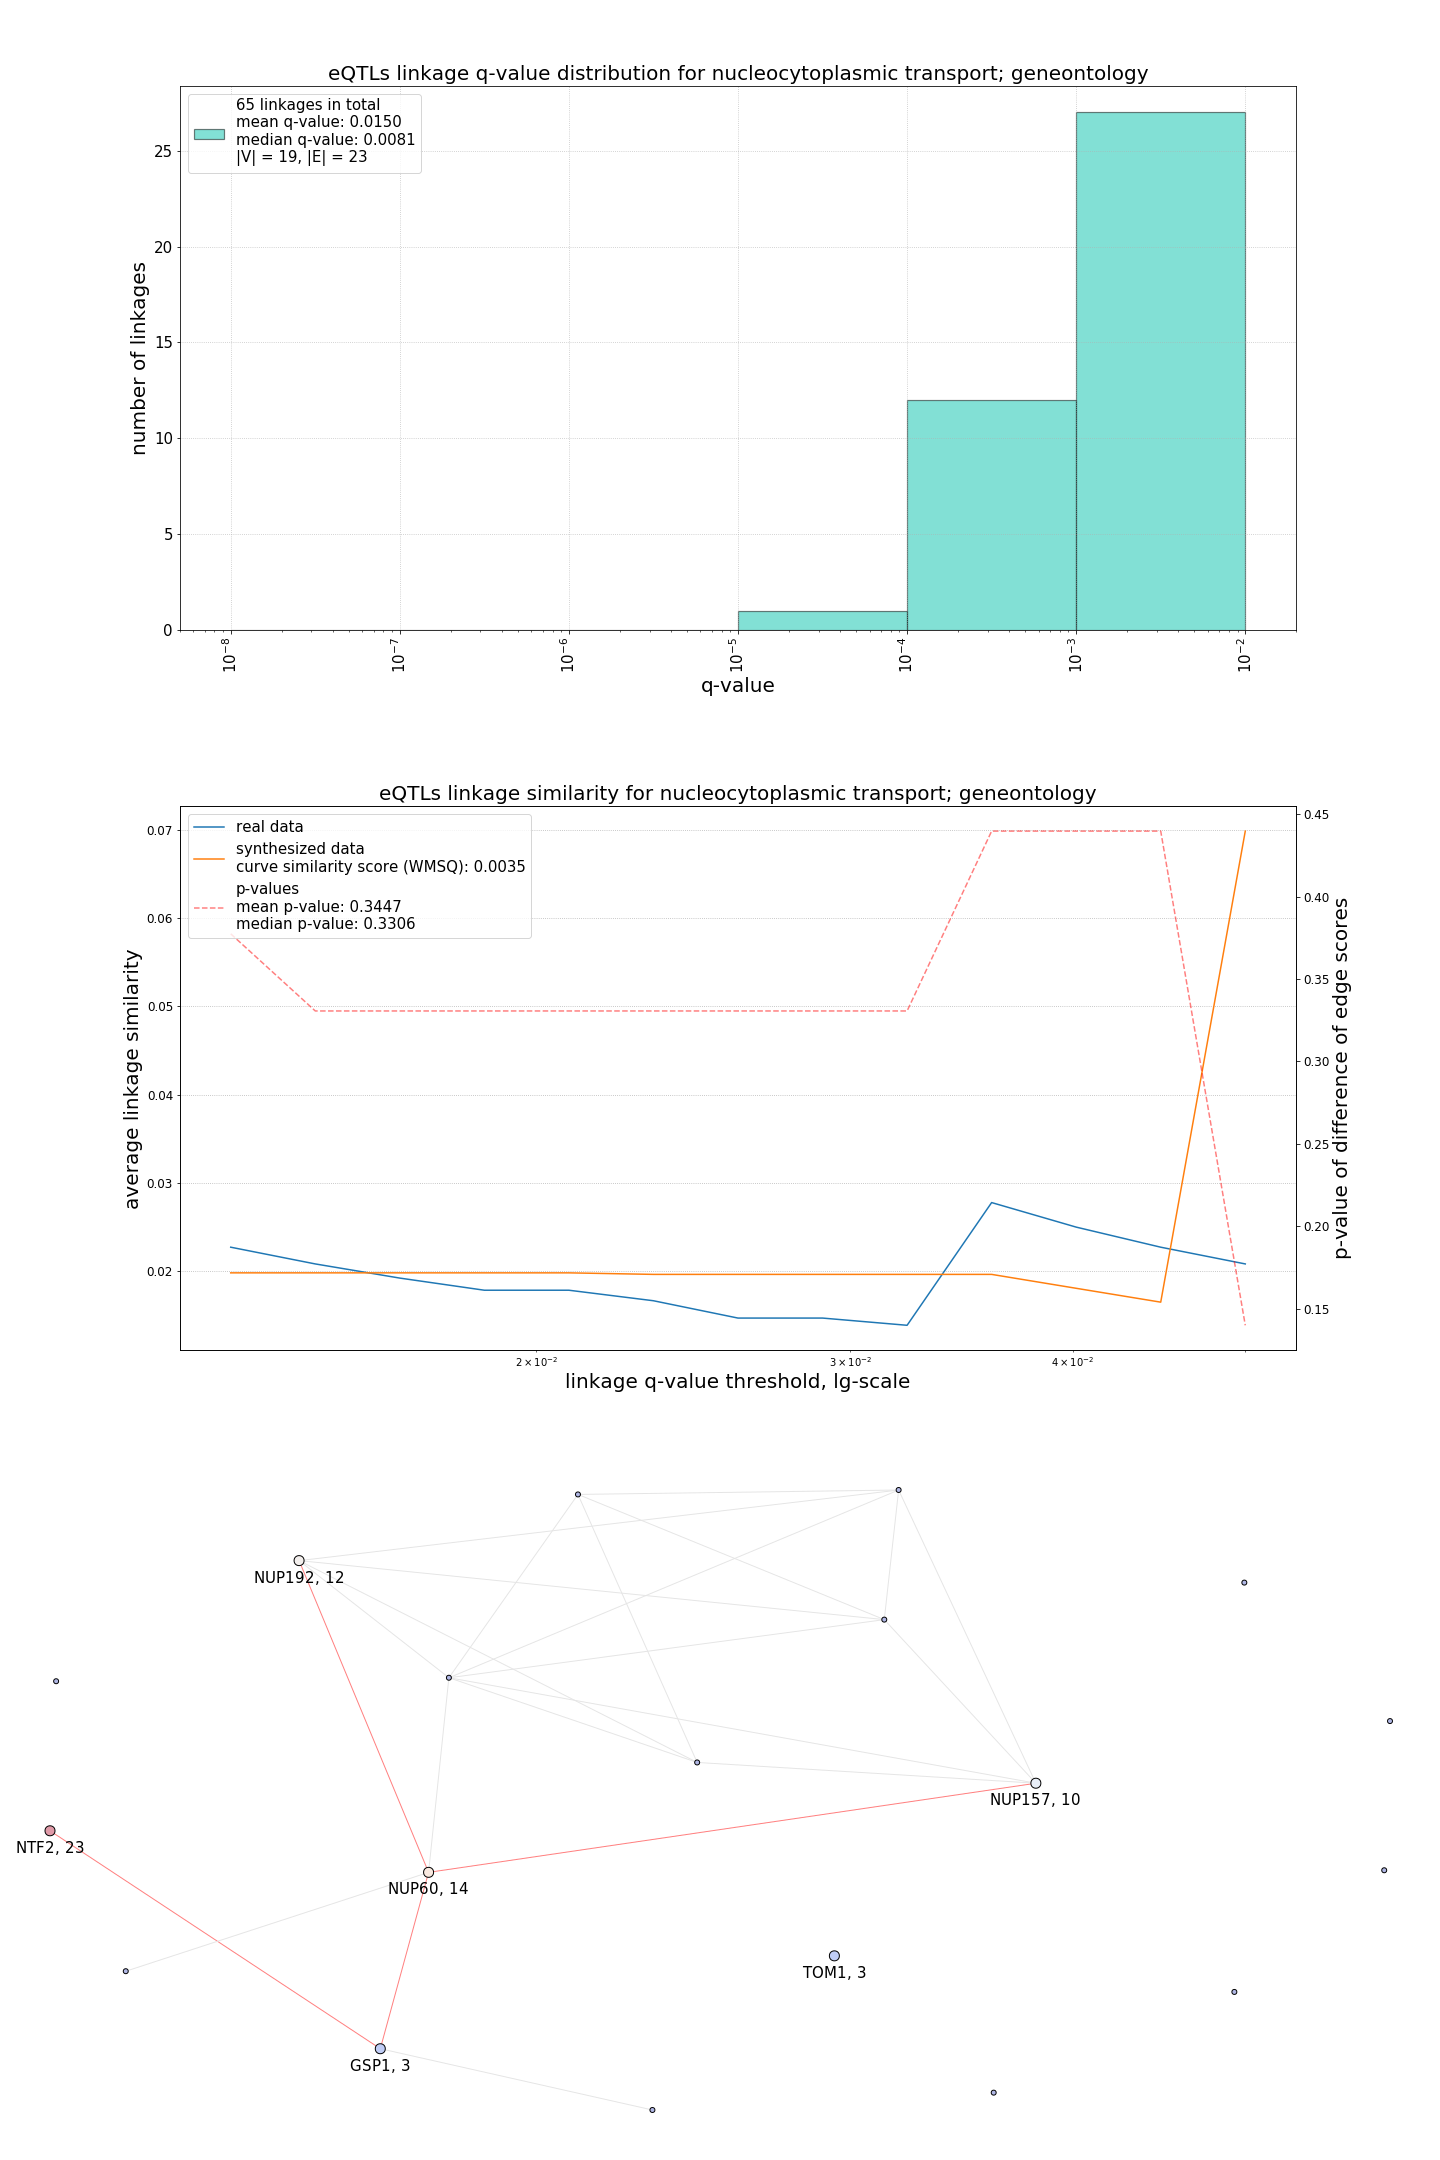 eQTLs linkage q-value distribution for nucleocytoplasmic transport; geneontology
65 linkages in total
mean q-value: 0.0150
median q-value: 0.0081
|V| = 19, |E| = 23
25
20
15
10
5
0
number of linkages
10⁻⁸
10⁻⁷
10⁻⁶
10⁻⁵
10⁻⁴
10⁻³
10⁻²
q-value
eQTLs linkage similarity for nucleocytoplasmic transport; geneontology
real data
synthesized data
curve similarity score (WMSQ): 0.0035
p-values
mean p-value: 0.3447
median p-value: 0.3306
0.07
0.06
0.05
0.04
0.03
0.02
average linkage similarity
0.45
0.40
0.35
0.30
0.25
0.20
0.15
p-value of difference of edge scores
2 × 10⁻²
3 × 10⁻²
4 × 10⁻²
linkage q-value threshold, lg-scale
NUP192, 12
NUP157, 10
NTF2, 23
NUP60, 14
TOM1, 3
GSP1, 3